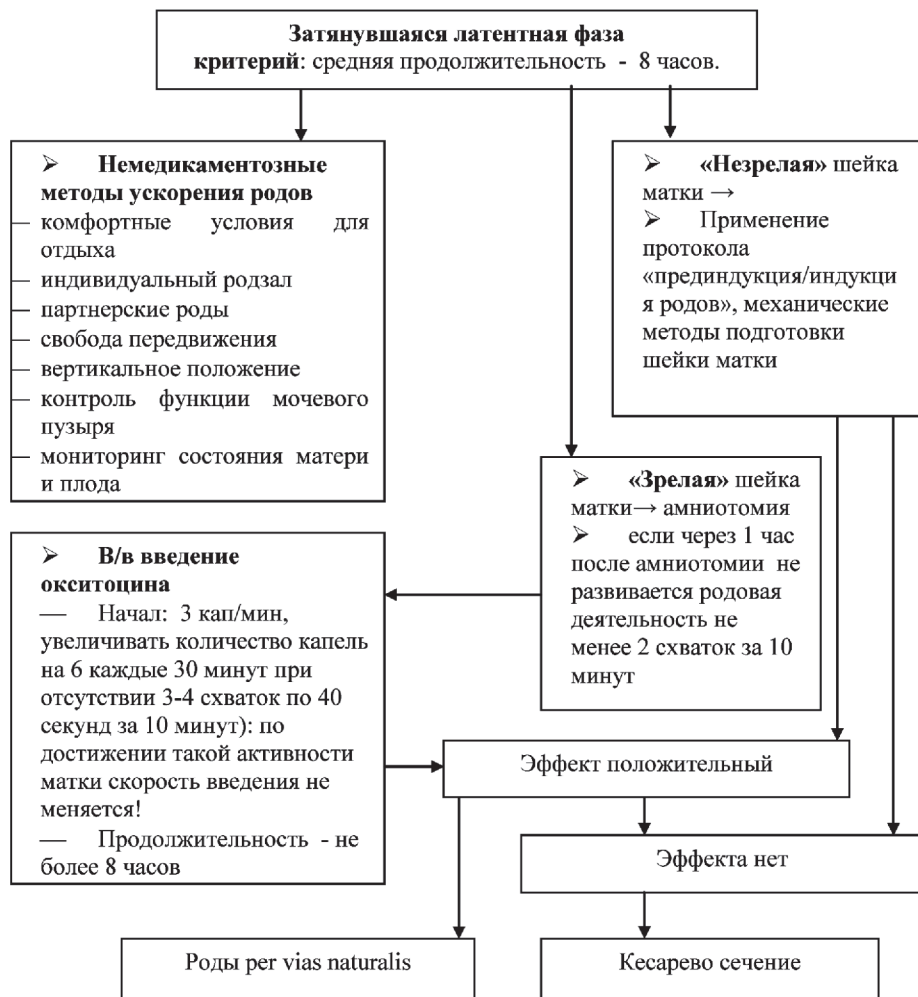 Затянувшаяся латентная фаза
критерий: средняя продолжительность - 8 часов.
➢ Немедикаментозные
методы ускорения родов
— комфортные условия для
отдыха
— индивидуальный родзал
— партнерские роды
— свобода передвижения
— вертикальное положение
— контроль функции мочевого
пузыря
— мониторинг состояния матери
и плода
➢ «Незрелая» шейка
матки →
➢ Применение
протокола
«прединдукция/индукци
я родов», механические
методы подготовки
шейки матки
➢ «Зрелая» шейка
матки→ амниотомия
➢ если через 1 час
после амниотомии не
развивается родовая
деятельность не
менее 2 схваток за 10
минут
➢ В/в введение
окситоцина
— Начал: 3 кап/мин,
увеличивать количество капель
на 6 каждые 30 минут при
отсутствии 3-4 схваток по 40
секунд за 10 минут): по
достижении такой активности
матки скорость введения не
меняется!
— Продолжительность - не
более 8 часов
Эффект положительный
Эффекта нет
Роды per vias naturalis
Кесарево сечение